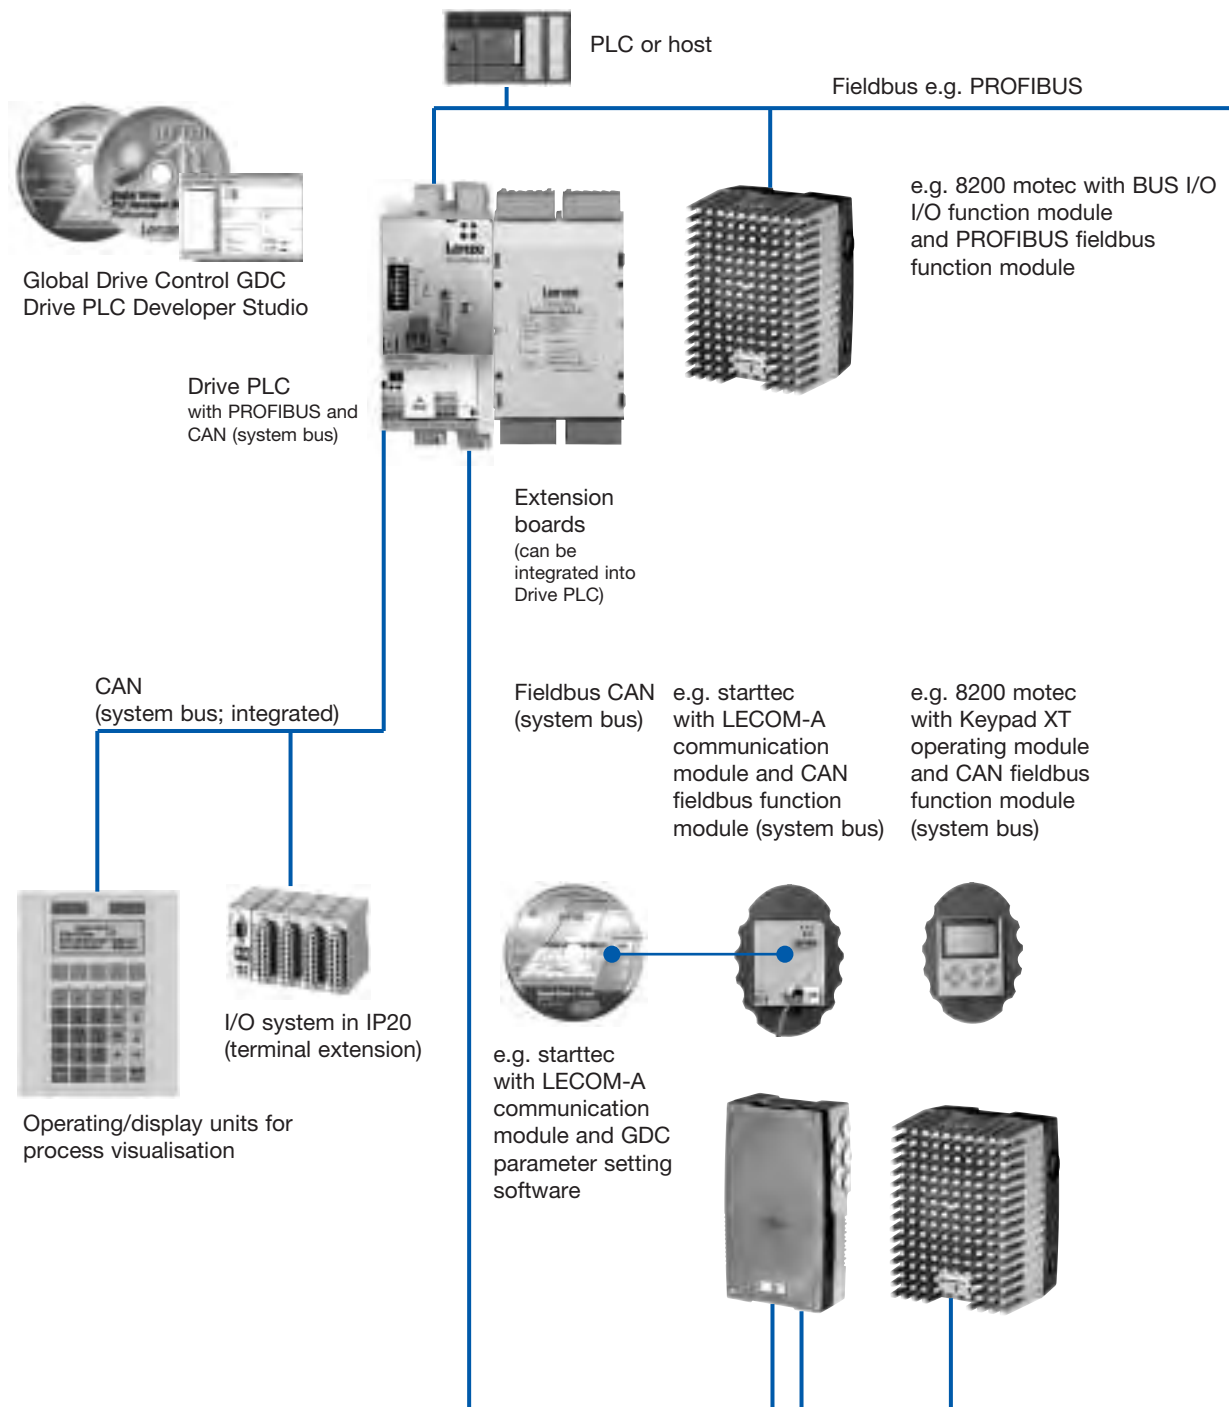 PLC or host
Fieldbus e.g. PROFIBUS
Global Drive Control GDC
Drive PLC Developer Studio
Lenze
Lenze
e.g. 8200 motec with BUS I/O
I/O function module
and PROFIBUS fieldbus
function module
Drive PLC
with PROFIBUS and
CAN (system bus)
Extension
boards
(can be
integrated into
Drive PLC)
CAN
(system bus; integrated)
Fieldbus CAN
(system bus)
e.g. starttec
with LECOM-A
communication
module and CAN
fieldbus function
module (system bus)
e.g. 8200 motec
with Keypad XT
operating module
and CAN fieldbus
function module
(system bus)
I/O system in IP20
(terminal extension)
Operating/display units for
process visualisation
e.g. starttec
with LECOM-A
communication
module and GDC
parameter setting
software